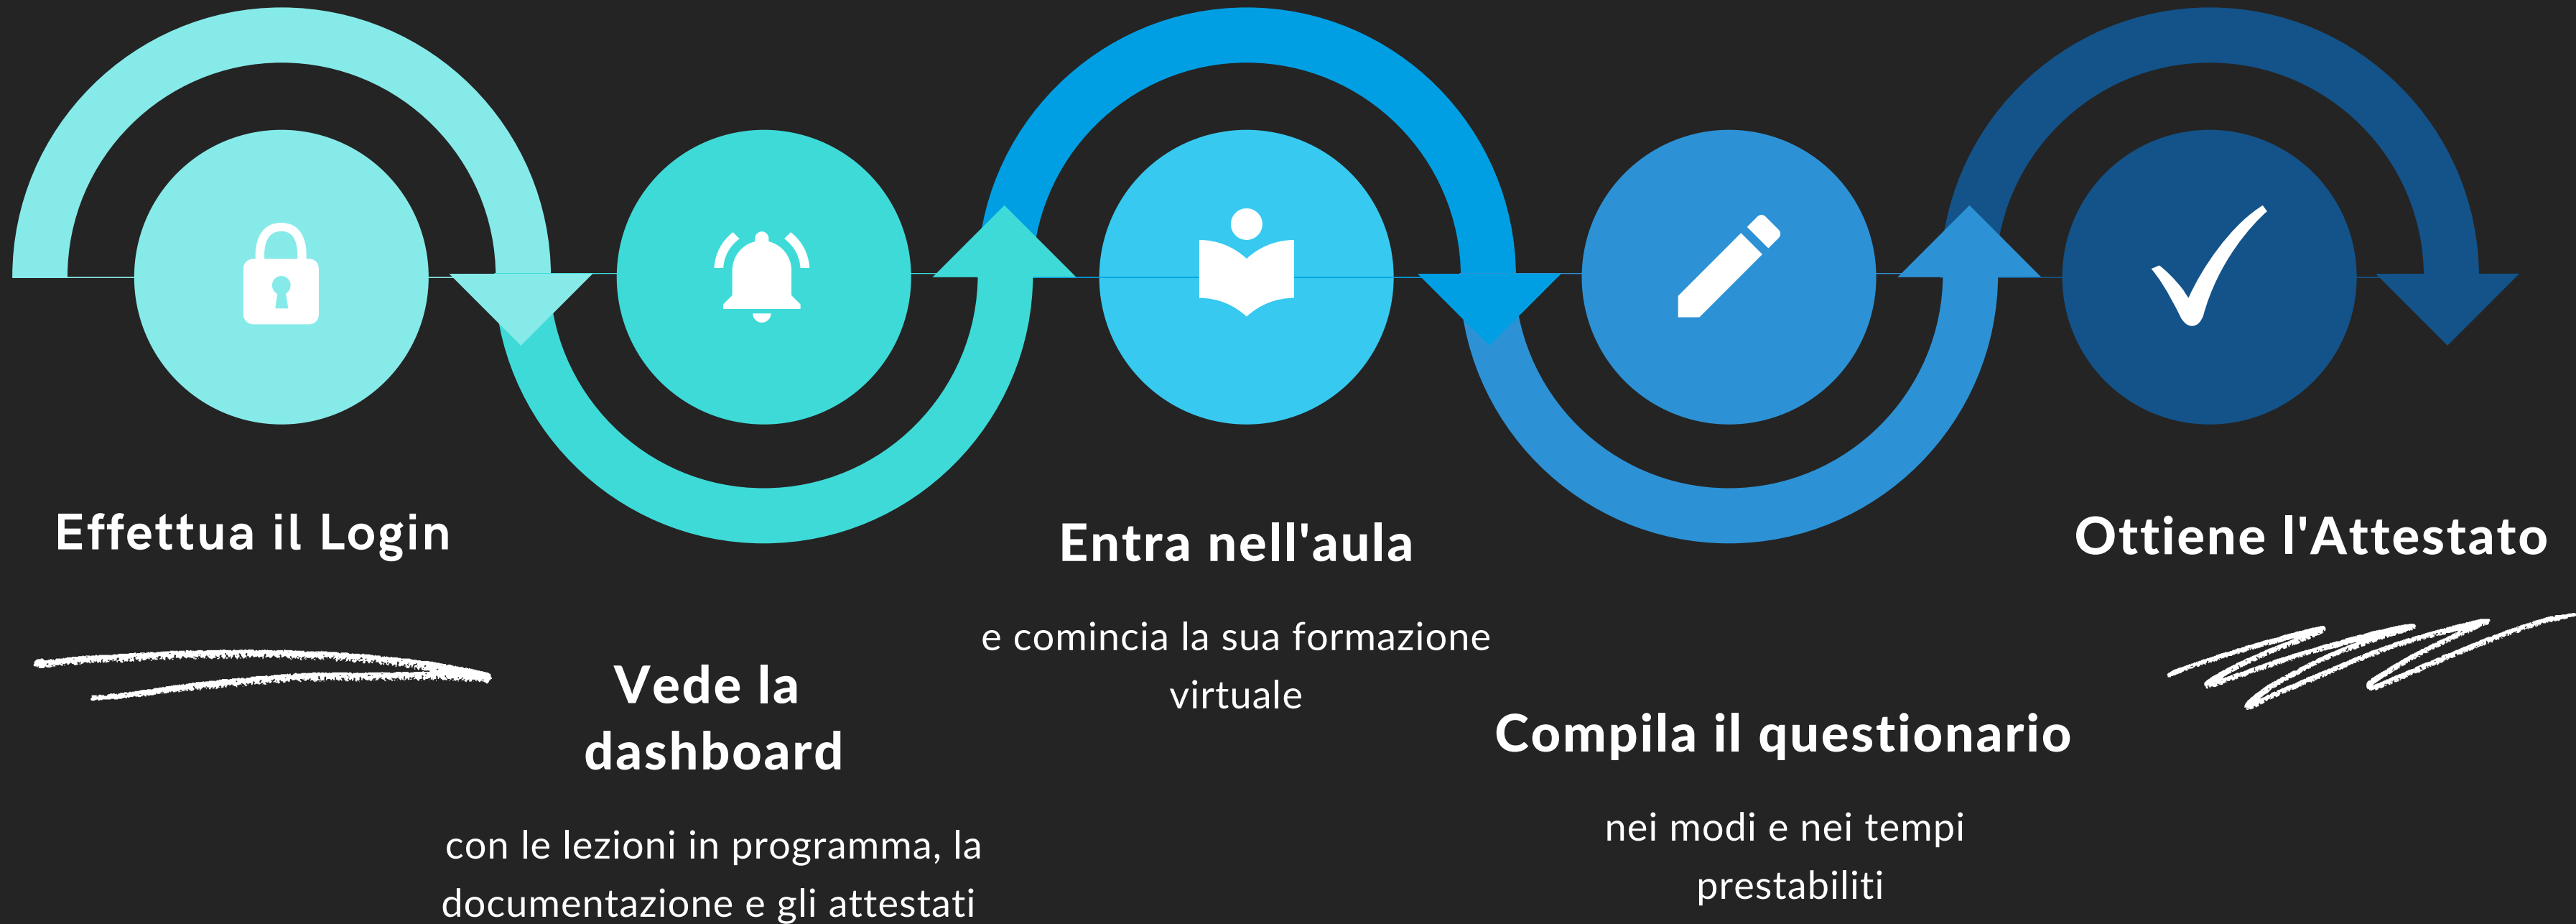 Effettua il Login
Vede la
dashboard
con le lezioni in programma, la
documentazione e gli attestati
Entra nell'aula
e comincia la sua formazione
virtuale
Compila il questionario
nei modi e nei tempi
prestabiliti
Ottiene l'Attestato